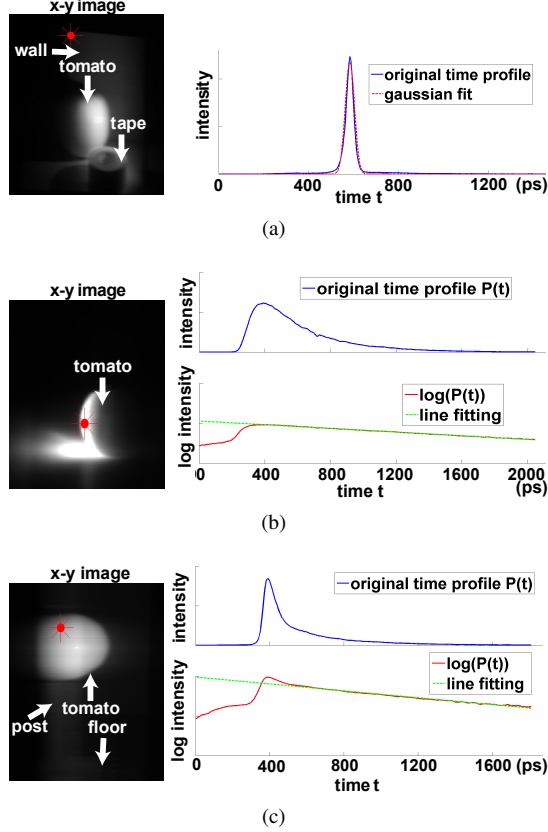 x-y image
wall
tomato
tape
intensity
original time profile
gaussian fit
0 400 800 1200 (ps)
time t
(a)
x-y image
tomato
intensity
original time profile P(t)
log intensity
log(P(t))
line fitting
0 400 800 1200 1600 2000
time t (ps)
(b)
x-y image
post
tomato
floor
intensity
original time profile P(t)
log intensity
log(P(t))
line fitting
0 400 800 1200 1600 (ps)
time t
(c)